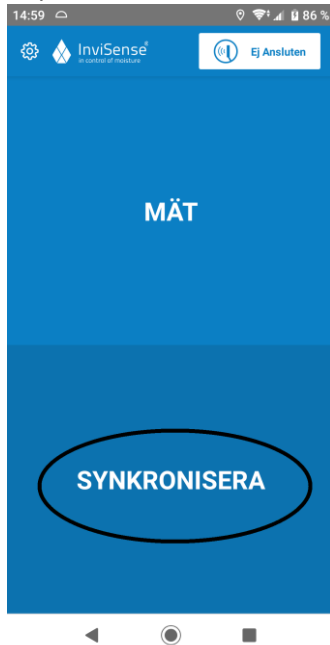 14:59 86 %
InviSense®
in control of moisture
Ej Ansluten
MÄT
SYNKRONISERA